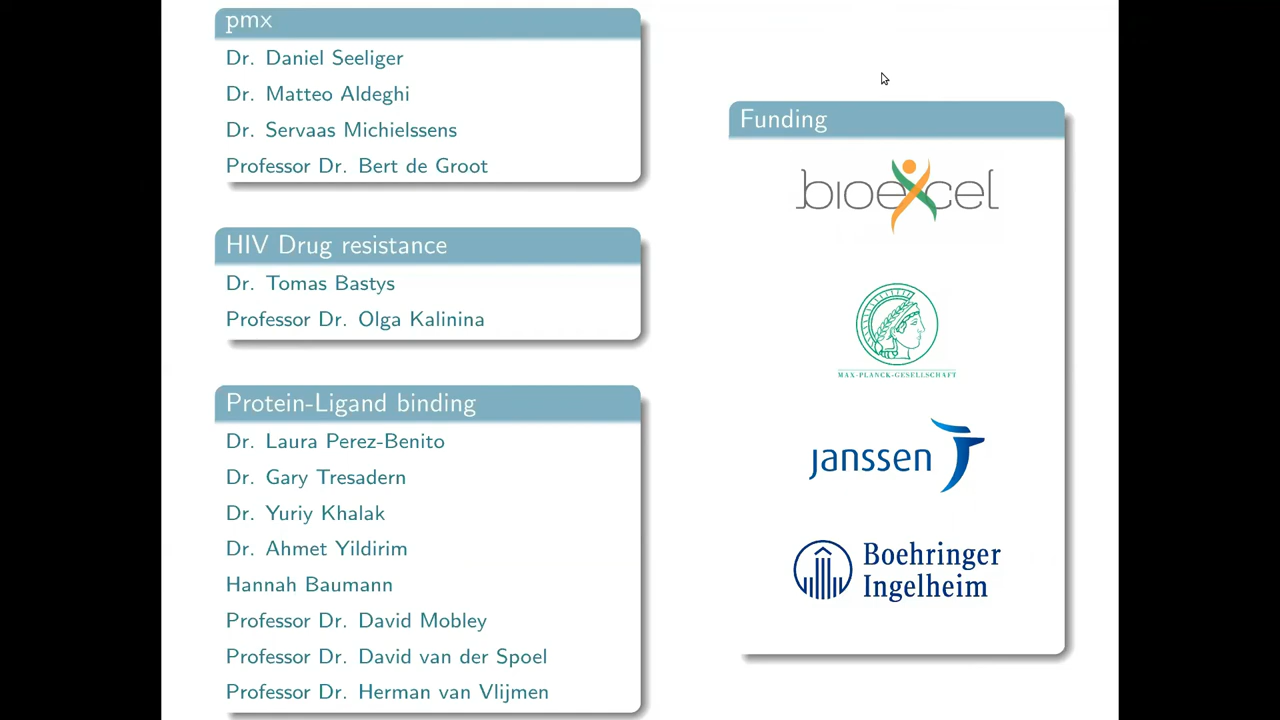 pmx
Dr. Daniel Seeliger
Dr. Matteo Aldeghi
Dr. Servaas Michielssens
Professor Dr. Bert de Groot
HIV Drug resistance
Dr. Tomas Bastys
Professor Dr. Olga Kalinina
Protein-Ligand binding
Dr. Laura Perez-Benito
Dr. Gary Tresadern
Dr. Yuriy Khalak
Dr. Ahmet Yildirim
Hannah Baumann
Professor Dr. David Mobley
Professor Dr. David van der Spoel
Professor Dr. Herman van Vlijmen
Funding
bioexcel
MAX-PLANCK-GESELLSCHAFT
janssen
Boehringer
Ingelheim